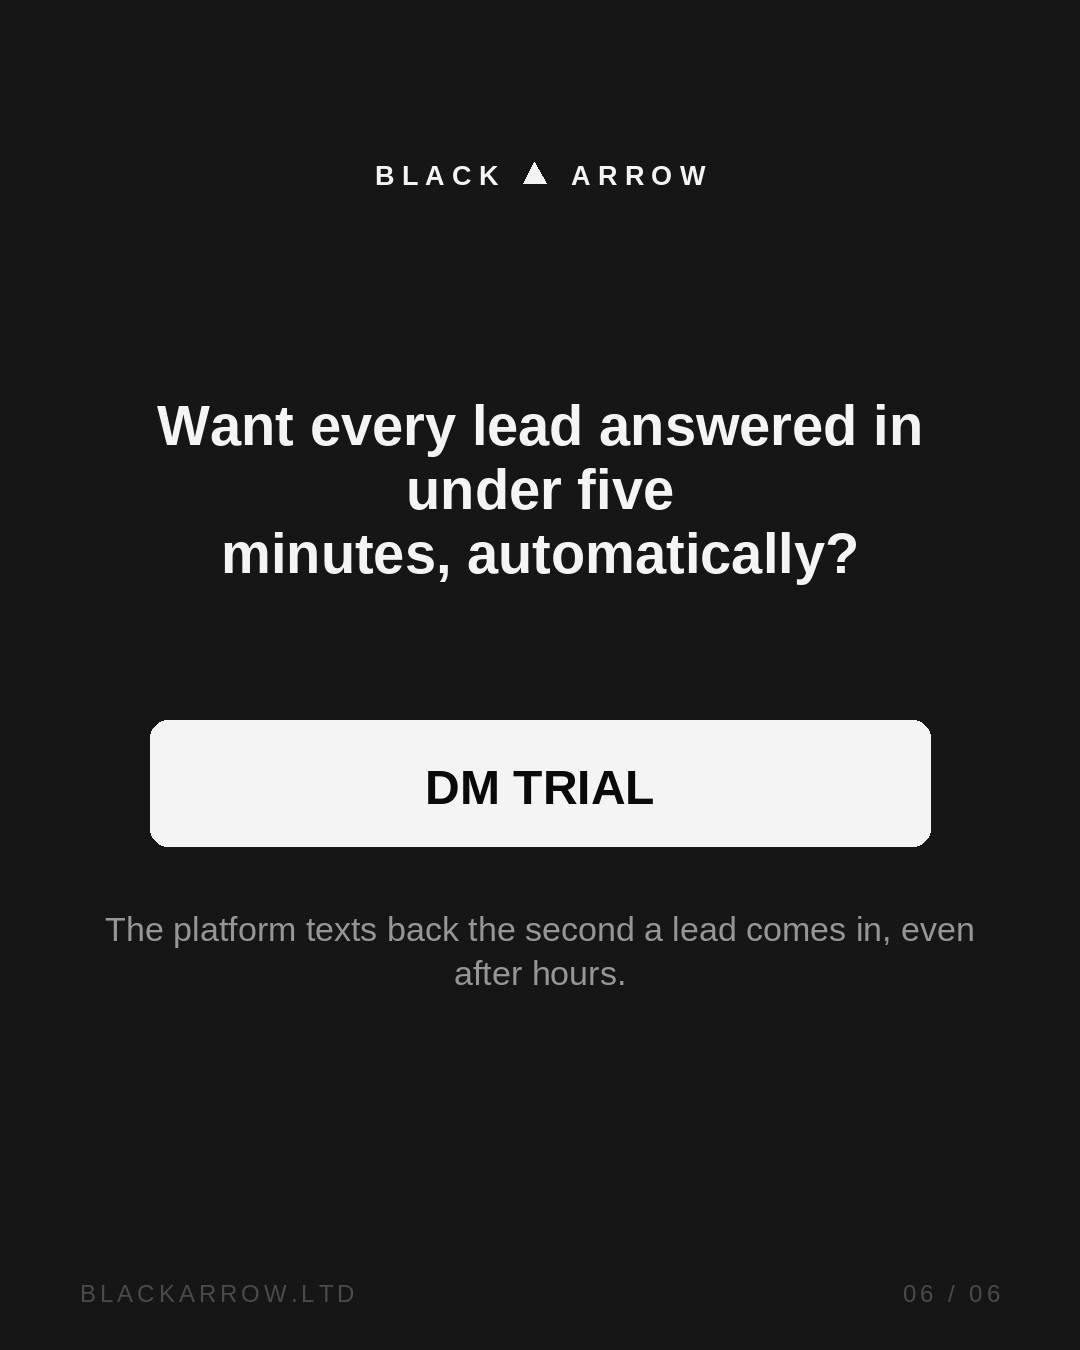 BLACK ▲ ARROW
Want every lead answered in
under five
minutes, automatically?
DM TRIAL
The platform texts back the second a lead comes in, even
after hours.
BLACKARROW.LTD
06 / 06